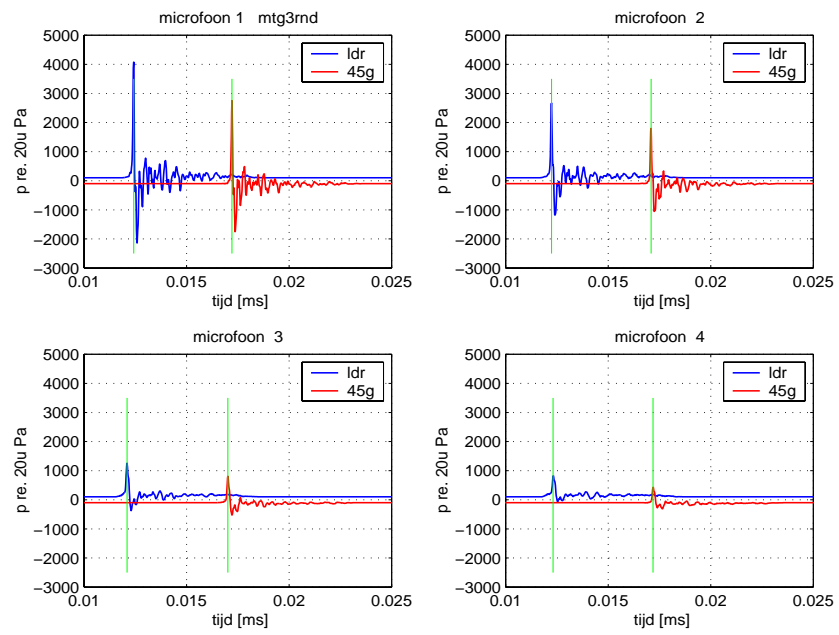 microfoon 1   mtg3rnd
5000
4000
3000
2000
1000
0
−1000
−2000
−3000
p re. 20u Pa
ldr
45g
0.01 0.015 0.02 0.025
tijd [ms]
microfoon  2
5000
4000
3000
2000
1000
0
−1000
−2000
−3000
p re. 20u Pa
ldr
45g
0.01 0.015 0.02 0.025
tijd [ms]
microfoon  3
5000
4000
3000
2000
1000
0
−1000
−2000
−3000
p re. 20u Pa
ldr
45g
0.01 0.015 0.02 0.025
tijd [ms]
microfoon  4
5000
4000
3000
2000
1000
0
−1000
−2000
−3000
p re. 20u Pa
ldr
45g
0.01 0.015 0.02 0.025
tijd [ms]